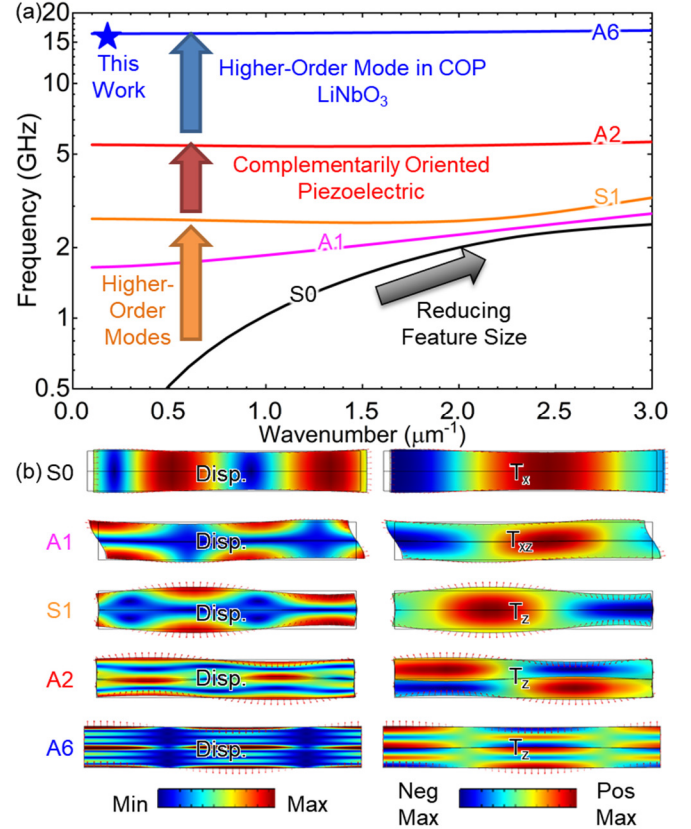 (a)
20
15
10
5
2
1
0.5
Frequency (GHz)
This
Work
Higher-Order Mode in COP
LiNbO₃
A6
A2
Complementarily Oriented
Piezoelectric
S1
A1
Higher-
Order
Modes
S0
Reducing
Feature Size
0.0 0.5 1.0 1.5 2.0 2.5 3.0
Wavenumber (μm⁻¹)
(b) S0 Disp. Tₓ
A1 Disp. Tₓz
S1 Disp. Tz
A2 Disp. Tz
A6 Disp. Tz
Min Max Neg Max Pos Max